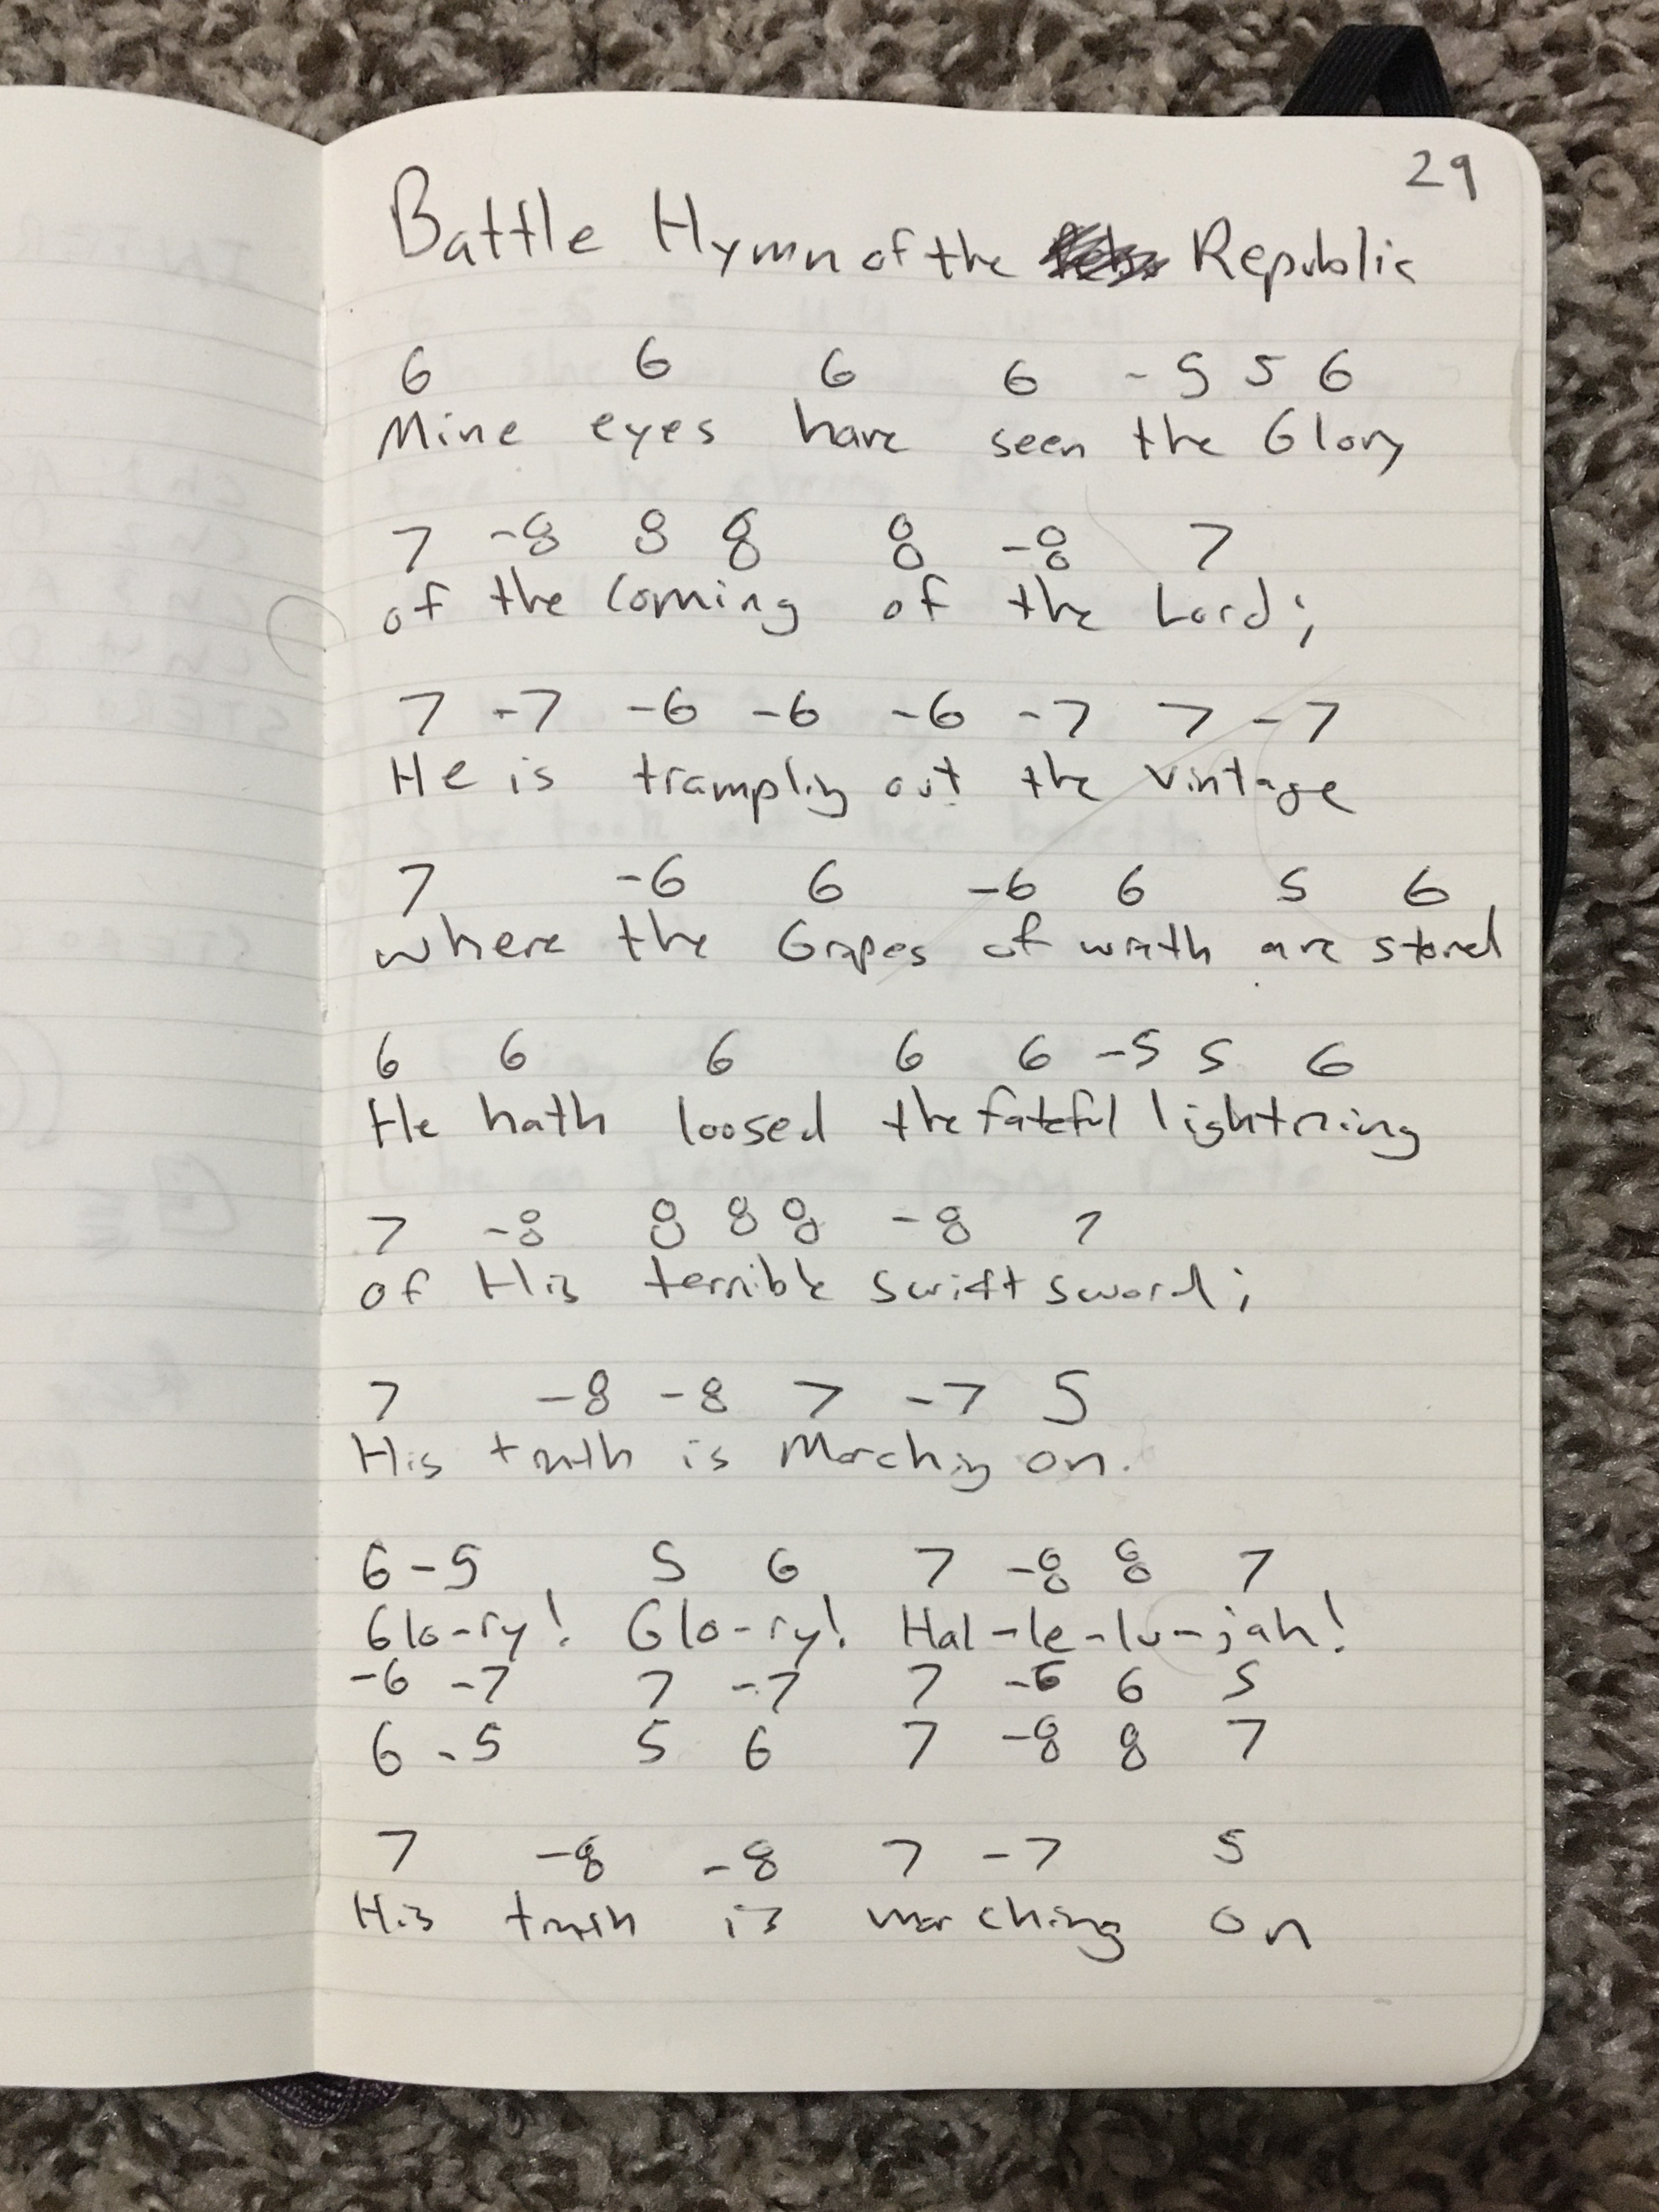 29
Battle Hymn of the Republic
6 6 6 6 -5 5 6
Mine eyes have seen the Glory
7 -8 8 8 8 -8 7
of the Coming of the Lord;
7 -7 -6 -6 -6 -7 7 -7
He is trampling out the vintage
7 -6 6 -6 6 5 6
where the Grapes of wrath are stored
6 6 6 6 6 -5 5 6
He hath loosed the fateful lightning
7 -8 8 8 8 -8 7
of His terrible swift sword;
7 -8 -8 7 -7 5
His truth is Marching on.
6 -5 5 6 7 -8 8 7
Glo-ry! Glo-ry! Hal-le-lu-jah!
-6 -7 7 -7 7 -6 6 5
6 -5 5 6 7 -8 8 7
7 -8 -8 7 -7 5
His truth is marching on